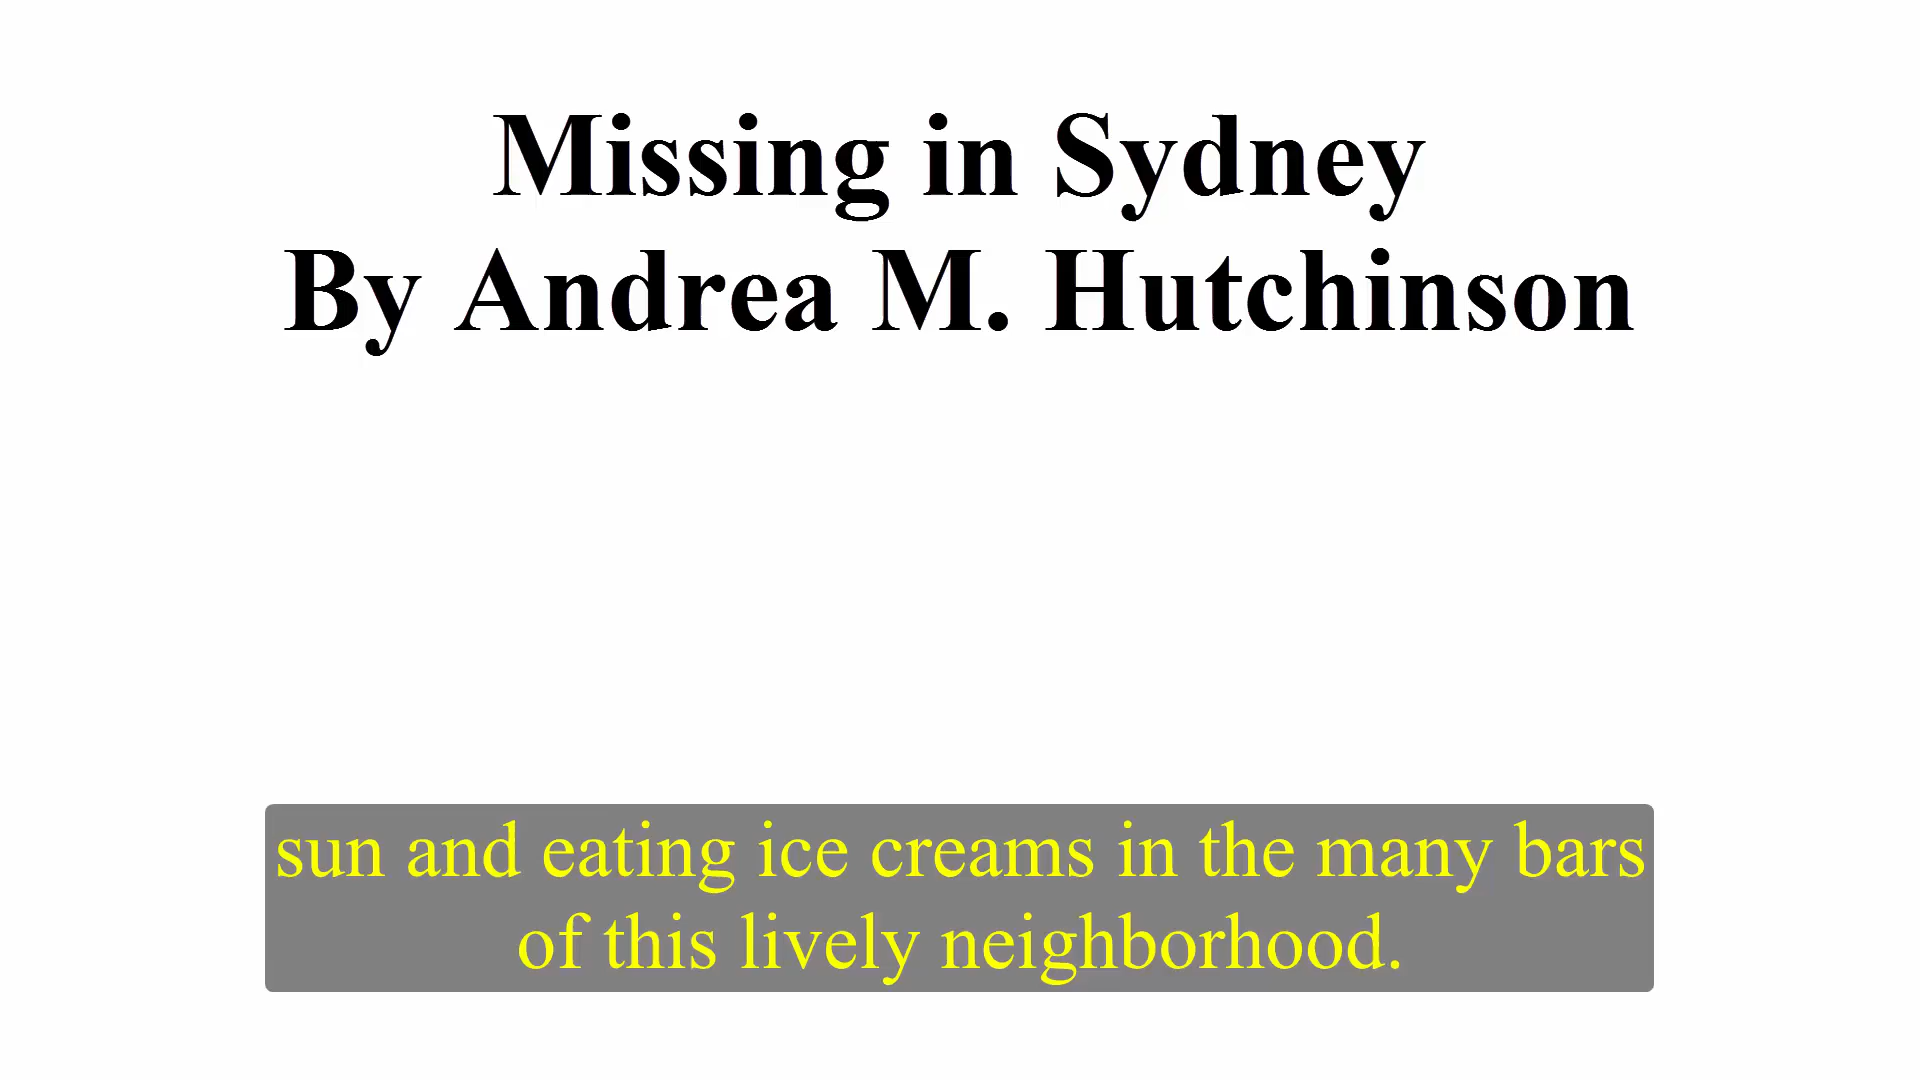 Missing in Sydney
By Andrea M. Hutchinson
sun and eating ice creams in the many bars
of this lively neighborhood.